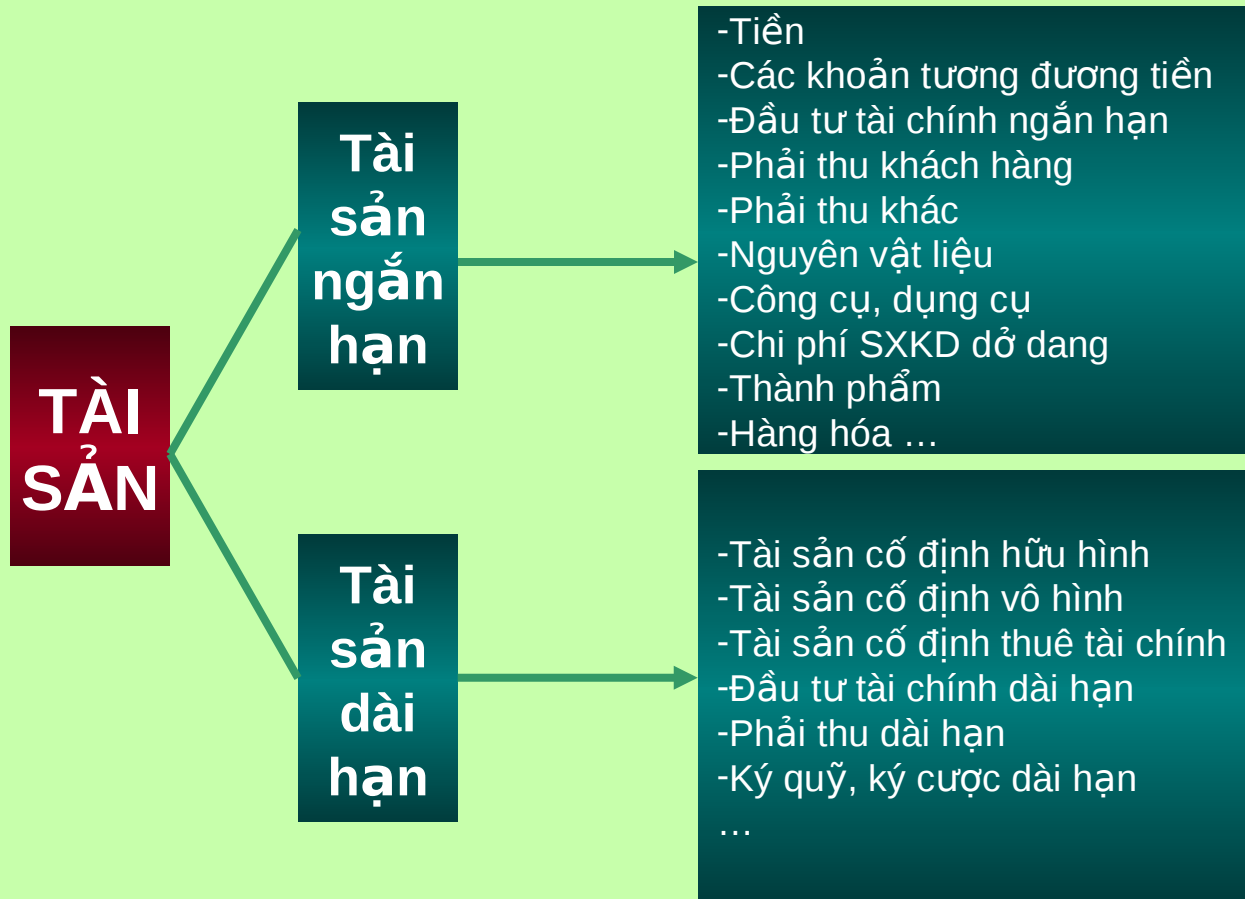 TÀI
SẢN
Tài
sản
ngắn
hạn
-Tiền
-Các khoản tương đương tiền
-Đầu tư tài chính ngắn hạn
-Phải thu khách hàng
-Phải thu khác
-Nguyên vật liệu
-Công cụ, dụng cụ
-Chi phí SXKD dở dang
-Thành phẩm
-Hàng hóa …
Tài
sản
dài
hạn
-Tài sản cố định hữu hình
-Tài sản cố định vô hình
-Tài sản cố định thuê tài chính
-Đầu tư tài chính dài hạn
-Phải thu dài hạn
-Ký quỹ, ký cược dài hạn
…